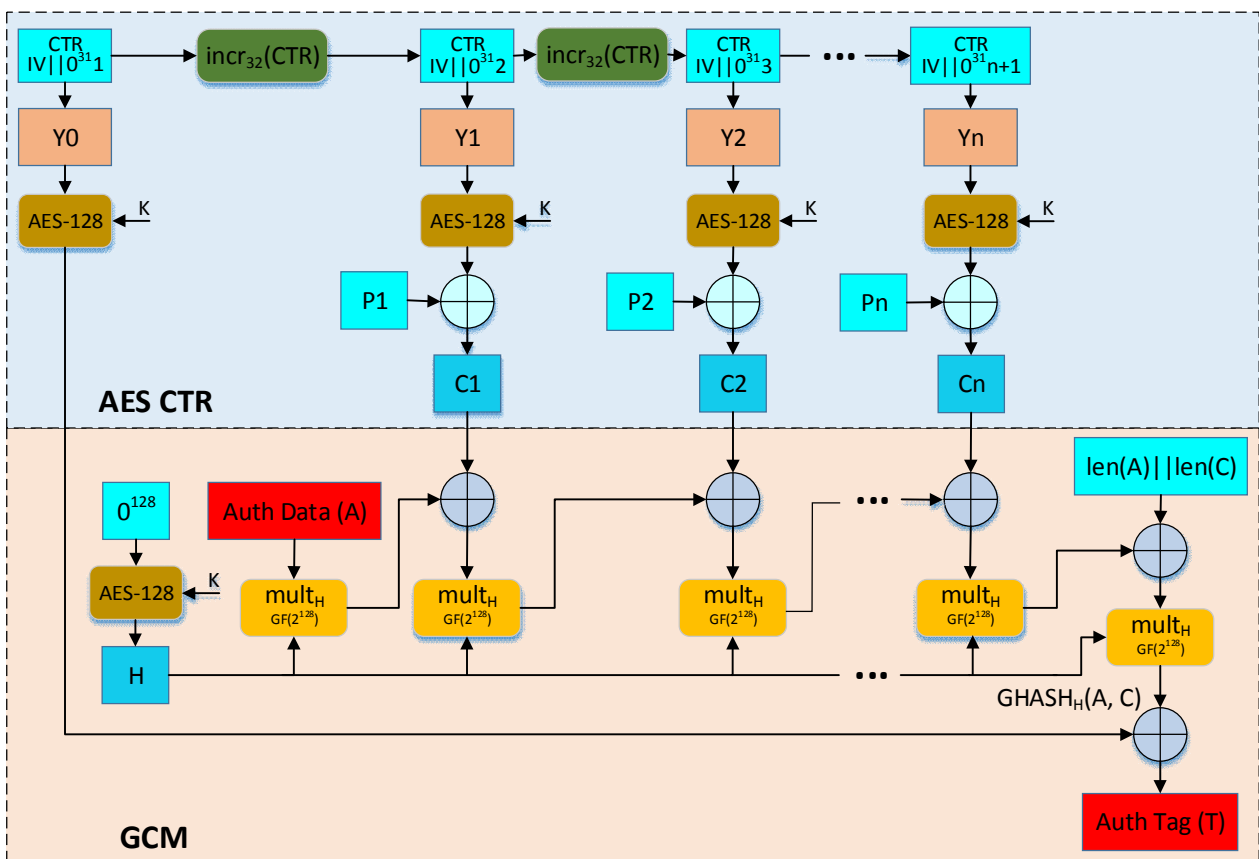 CTR
IV||0³¹1
incr₃₂(CTR)
CTR
IV||0³¹2
incr₃₂(CTR)
CTR
IV||0³¹3
•••
CTR
IV||0³¹n+1
Y0
Y1
Y2
Yn
AES-128
K
AES-128
K
AES-128
K
AES-128
K
P1
P2
Pn
C1
C2
Cn
AES CTR
0¹²⁸
Auth Data (A)
•••
len(A)||len(C)
AES-128
K
mult_H
GF(2¹²⁸)
mult_H
GF(2¹²⁸)
mult_H
GF(2¹²⁸)
mult_H
GF(2¹²⁸)
mult_H
GF(2¹²⁸)
H
•••
GHASH_H(A, C)
Auth Tag (T)
GCM